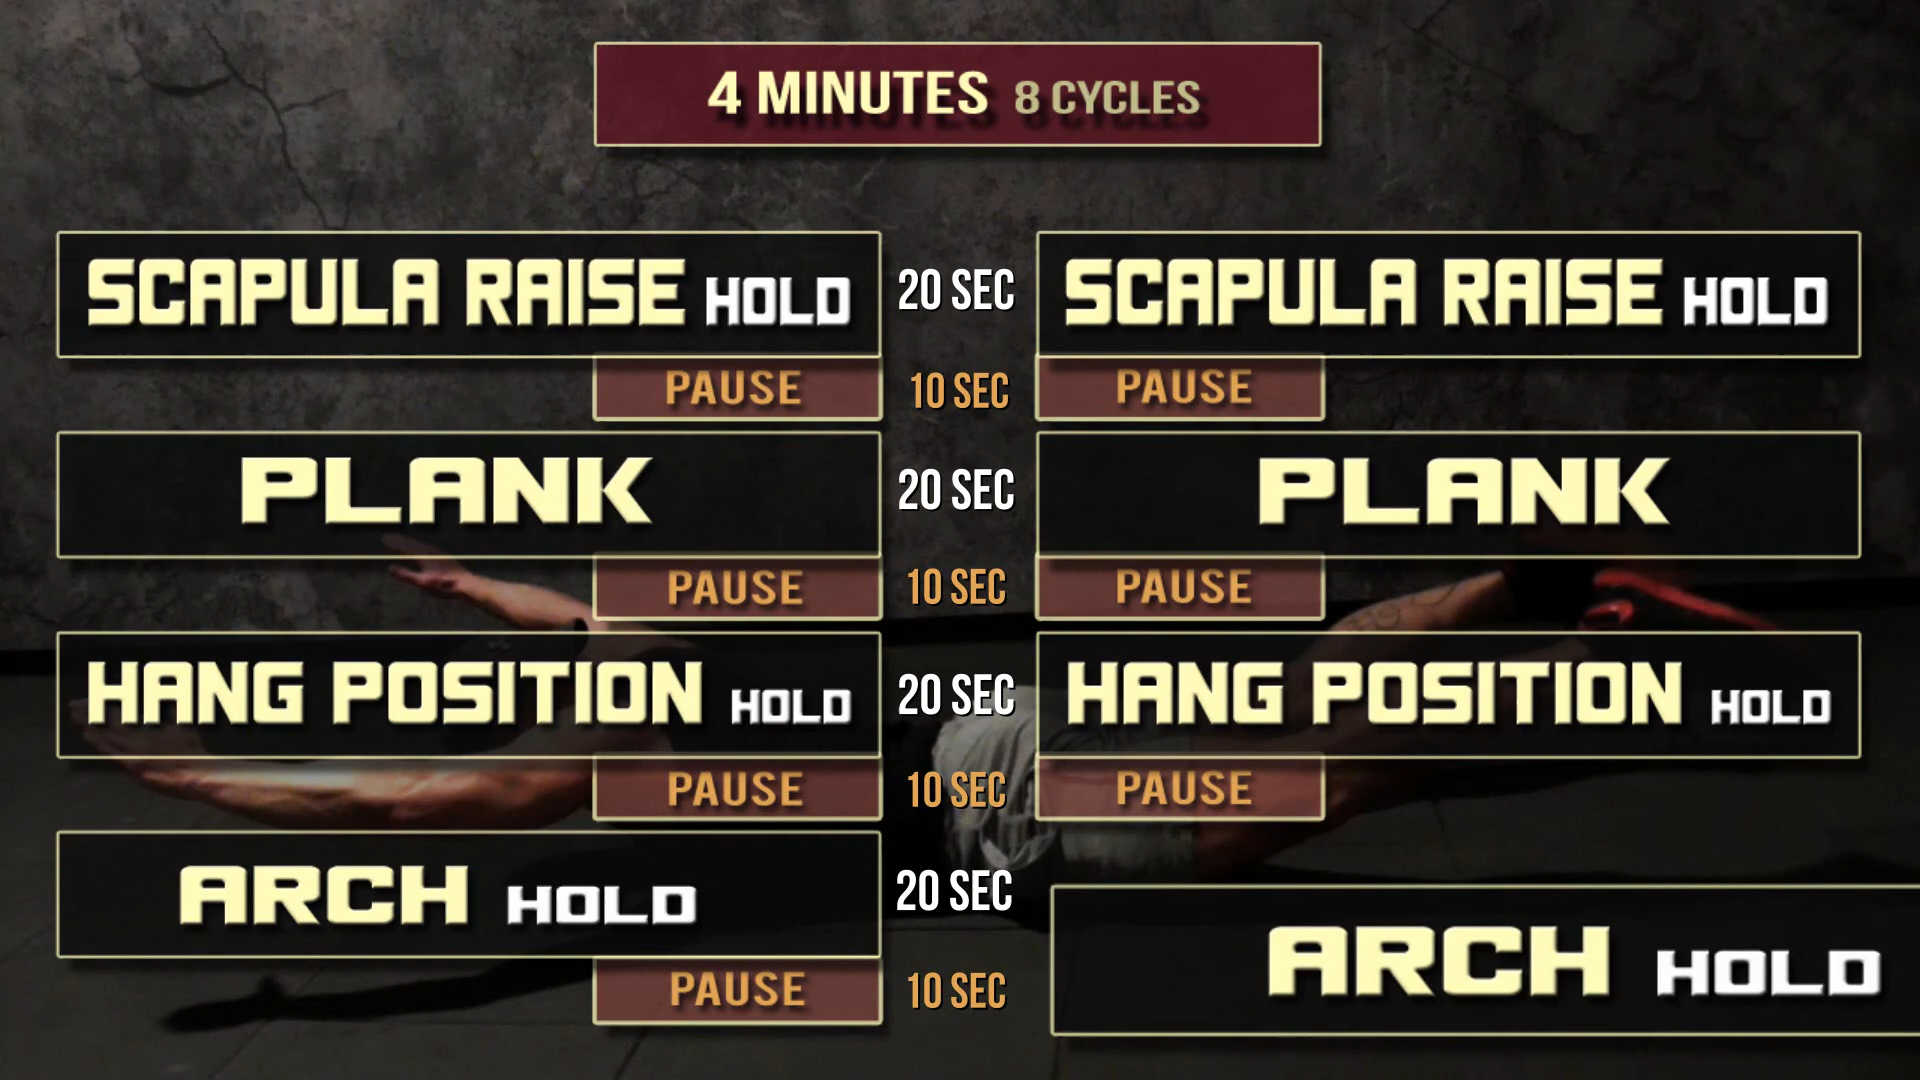 4 MINUTES 8 CYCLES
SCAPULA RAISE HOLD 20 SEC SCAPULA RAISE HOLD
PAUSE 10 SEC PAUSE
PLANK 20 SEC PLANK
PAUSE 10 SEC PAUSE
HANG POSITION HOLD 20 SEC HANG POSITION HOLD
PAUSE 10 SEC PAUSE
ARCH HOLD 20 SEC ARCH HOLD
PAUSE 10 SEC